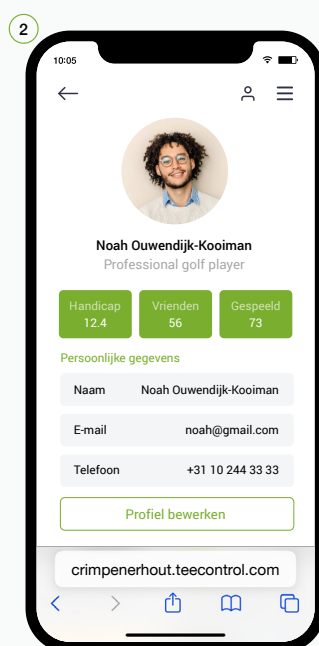 2
10:05
Noah Ouwendijk-Kooiman
Professional golf player
Handicap Vrienden Gespeeld
12.4 56 73
Persoonlijke gegevens
Naam Noah Ouwendijk-Kooiman
E-mail noah@gmail.com
Telefoon +31 10 244 33 33
Profiel bewerken
crimpenerhout.teecontrol.com